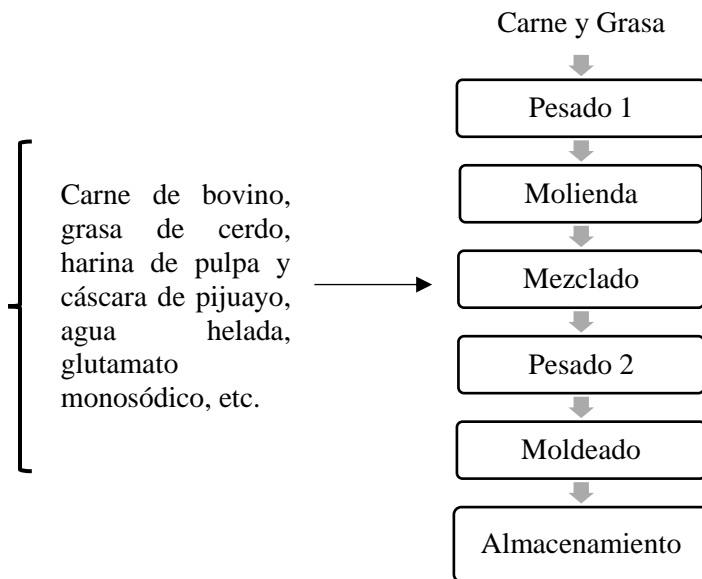 Carne y Grasa
Pesado 1
Molienda
Carne de bovino,
grasa de cerdo,
harina de pulpa y
cáscara de pijuayo,
agua helada,
glutamato
monosódico, etc.
Mezclado
Pesado 2
Moldeado
Almacenamiento